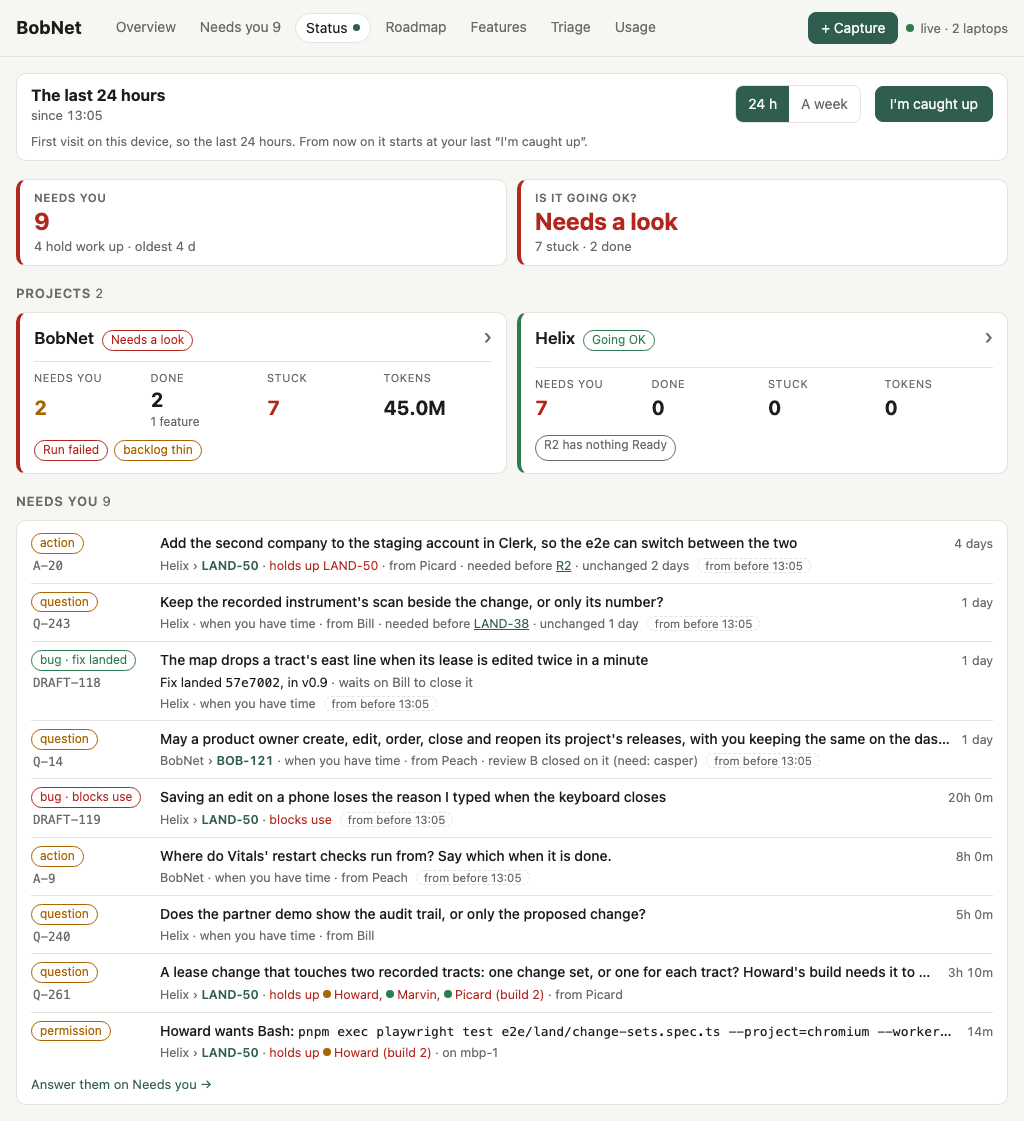 BobNet Overview Needs you 9 Status Roadmap Features Triage Usage + Capture live · 2 laptops
The last 24 hours
since 13:05
24 h A week I'm caught up
First visit on this device, so the last 24 hours. From now on it starts at your last “I'm caught up”.
NEEDS YOU
9
4 hold work up · oldest 4 d
IS IT GOING OK?
Needs a look
7 stuck · 2 done
PROJECTS 2
BobNet Needs a look ›
NEEDS YOU DONE STUCK TOKENS
2 2 7 45.0M
1 feature
Run failed backlog thin
Helix Going OK ›
NEEDS YOU DONE STUCK TOKENS
7 0 0 0
R2 has nothing Ready
NEEDS YOU 9
action Add the second company to the staging account in Clerk, so the e2e can switch between the two 4 days
A-20 Helix › LAND-50 · holds up LAND-50 · from Picard · needed before R2 · unchanged 2 days from before 13:05
question Keep the recorded instrument's scan beside the change, or only its number? 1 day
Q-243 Helix · when you have time · from Bill · needed before LAND-38 · unchanged 1 day from before 13:05
bug · fix landed The map drops a tract's east line when its lease is edited twice in a minute 1 day
DRAFT-118 Fix landed 57e7002, in v0.9 · waits on Bill to close it
Helix · when you have time from before 13:05
question May a product owner create, edit, order, close and reopen its project's releases, with you keeping the same on the das... 1 day
Q-14 BobNet › BOB-121 · when you have time · from Peach · review B closed on it (need: casper) from before 13:05
bug · blocks use Saving an edit on a phone loses the reason I typed when the keyboard closes 20h 0m
DRAFT-119 Helix › LAND-50 · blocks use from before 13:05
action Where do Vitals' restart checks run from? Say which when it is done. 8h 0m
A-9 BobNet · when you have time · from Peach from before 13:05
question Does the partner demo show the audit trail, or only the proposed change? 5h 0m
Q-240 Helix · when you have time · from Bill
question A lease change that touches two recorded tracts: one change set, or one for each tract? Howard's build needs it to ... 3h 10m
Q-261 Helix › LAND-50 · holds up Howard, Marvin, Picard (build 2) · from Picard
permission Howard wants Bash: pnpm exec playwright test e2e/land/change-sets.spec.ts --project=chromium --worker... 14m
Helix › LAND-50 · holds up Howard (build 2) · on mbp-1
Answer them on Needs you →